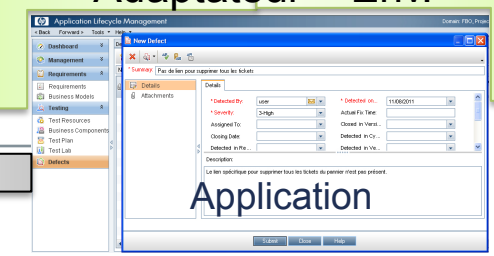 Application Lifecycle Management
Domain: FBO, Projec
<Back Forward> Tools Help
Dashboard
Management
Requirements
Requirements
Business Models
Testing
Test Resources
Business Components
Test Plan
Test Lab
Defects
New Defect
* Summary: Pas de lien pour supprimer tous les tickets
Details
Attachments
Details
* Detected By: user
* Detected on... 11/08/2011
* Severity: 3-High
Actual Fix Time:
Assigned To:
Closed in Versi...
Closing Date:
Detected in Cy...
Detected in Re...
Detected in Ve...
Description:
Le lien spécifique pour supprimer tous les tickets du pannier n'est pas présent.
Application
Submit Close Help